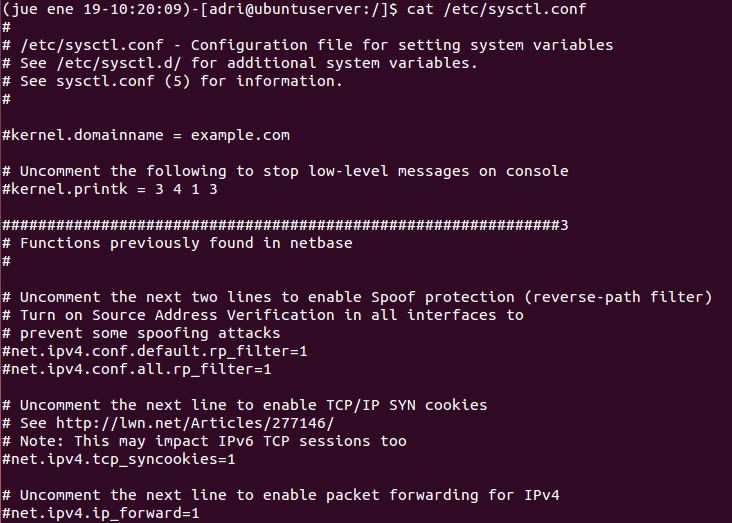 (jue ene 19-10:20:09)-[adri@ubuntuserver:/]$ cat /etc/sysctl.conf
#
# /etc/sysctl.conf - Configuration file for setting system variables
# See /etc/sysctl.d/ for additional system variables.
# See sysctl.conf (5) for information.
#
#kernel.domainname = example.com
# Uncomment the following to stop low-level messages on console
#kernel.printk = 3 4 1 3
##############################################################3
# Functions previously found in netbase
#
# Uncomment the next two lines to enable Spoof protection (reverse-path filter)
# Turn on Source Address Verification in all interfaces to
# prevent some spoofing attacks
#net.ipv4.conf.default.rp_filter=1
#net.ipv4.conf.all.rp_filter=1
# Uncomment the next line to enable TCP/IP SYN cookies
# See http://lwn.net/Articles/277146/
# Note: This may impact IPv6 TCP sessions too
#net.ipv4.tcp_syncookies=1
# Uncomment the next line to enable packet forwarding for IPv4
#net.ipv4.ip_forward=1